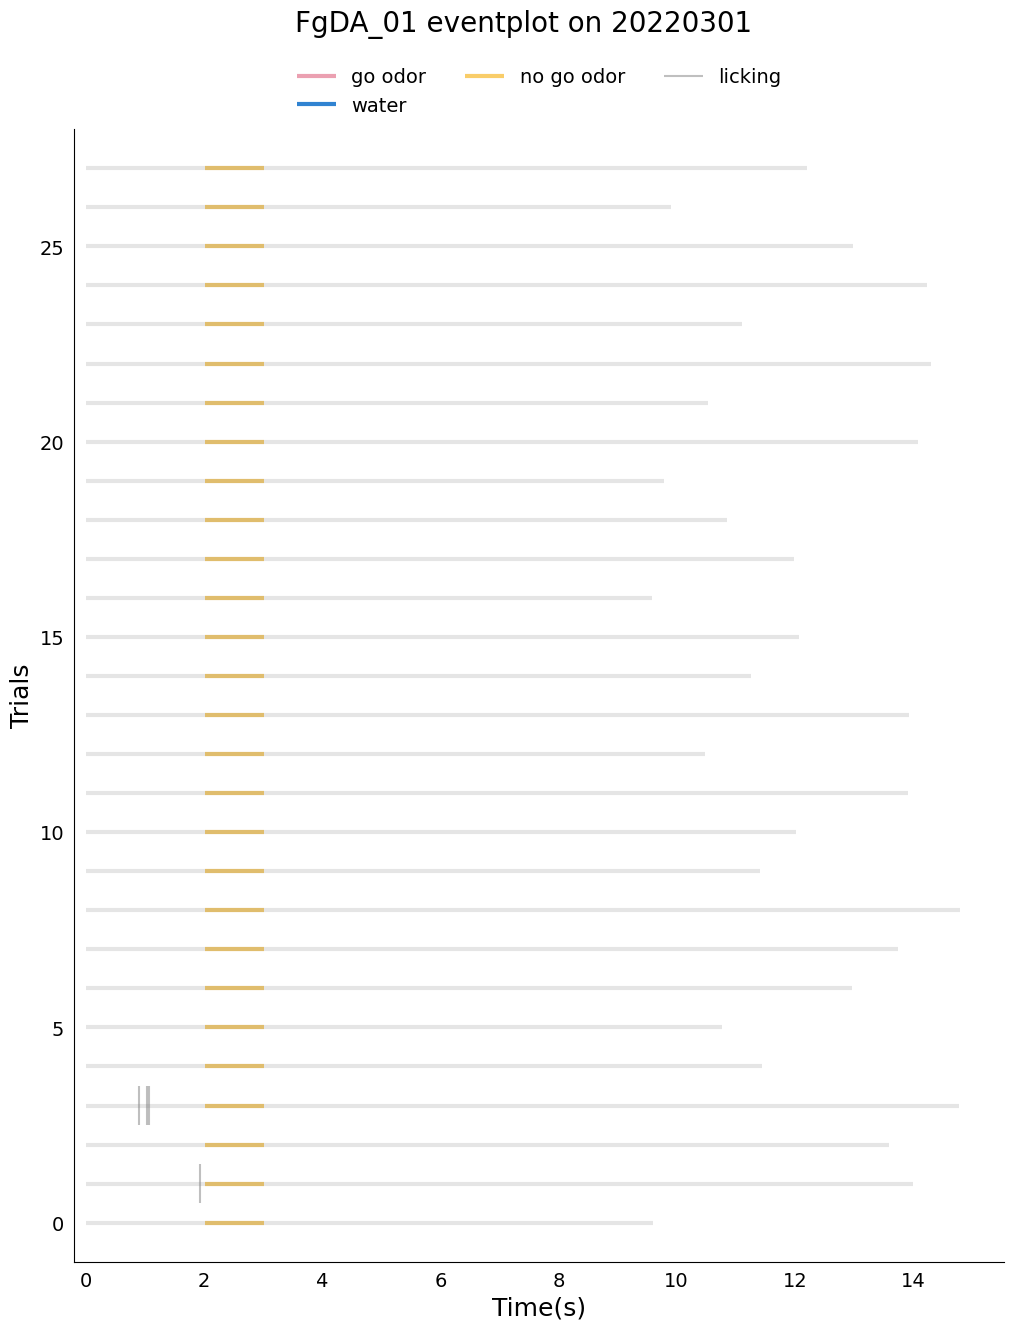 FgDA_01 eventplot on 20220301
go odor
no go odor
licking
water
25
20
15
10
5
0
Trials
0 2 4 6 8 10 12 14
Time(s)